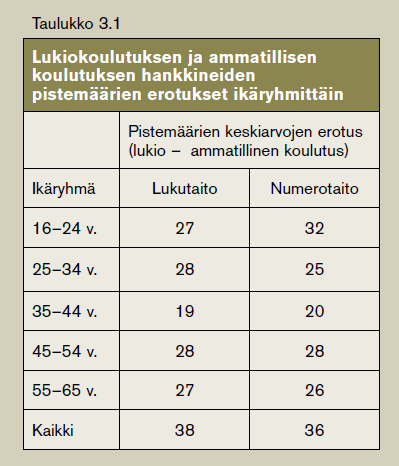 Taulukko 3.1
Lukiokoulutuksen ja ammatillisen
koulutuksen hankkineiden
pistemäärien erotukset ikäryhmittäin
Pistemäärien keskiarvojen erotus
(lukio – ammatillinen koulutus)
Ikäryhmä Lukutaito Numerotaito
16–24 v. 27 32
25–34 v. 28 25
35–44 v. 19 20
45–54 v. 28 28
55–65 v. 27 26
Kaikki 38 36